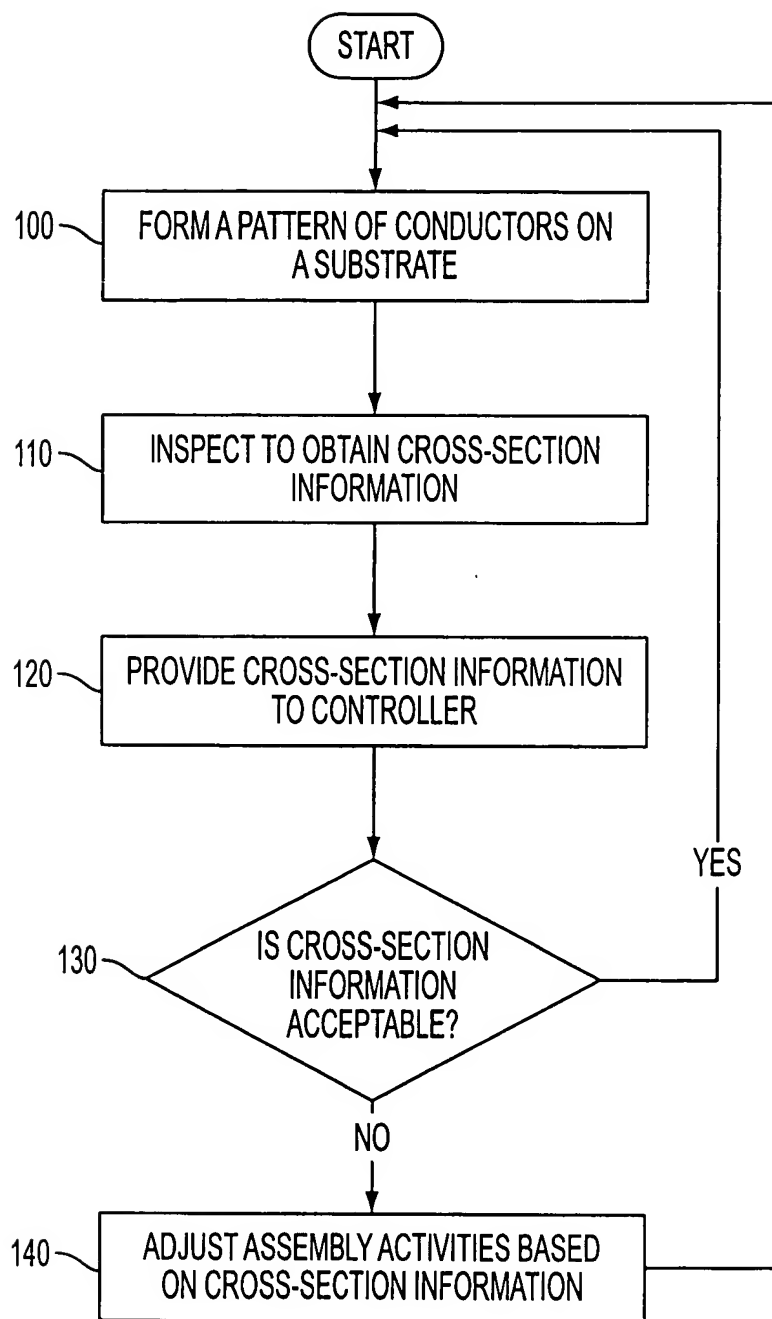 START
100
FORM A PATTERN OF CONDUCTORS ON
A SUBSTRATE
110
INSPECT TO OBTAIN CROSS-SECTION
INFORMATION
120
PROVIDE CROSS-SECTION INFORMATION
TO CONTROLLER
YES
130
IS CROSS-SECTION
INFORMATION
ACCEPTABLE?
NO
140
ADJUST ASSEMBLY ACTIVITIES BASED
ON CROSS-SECTION INFORMATION